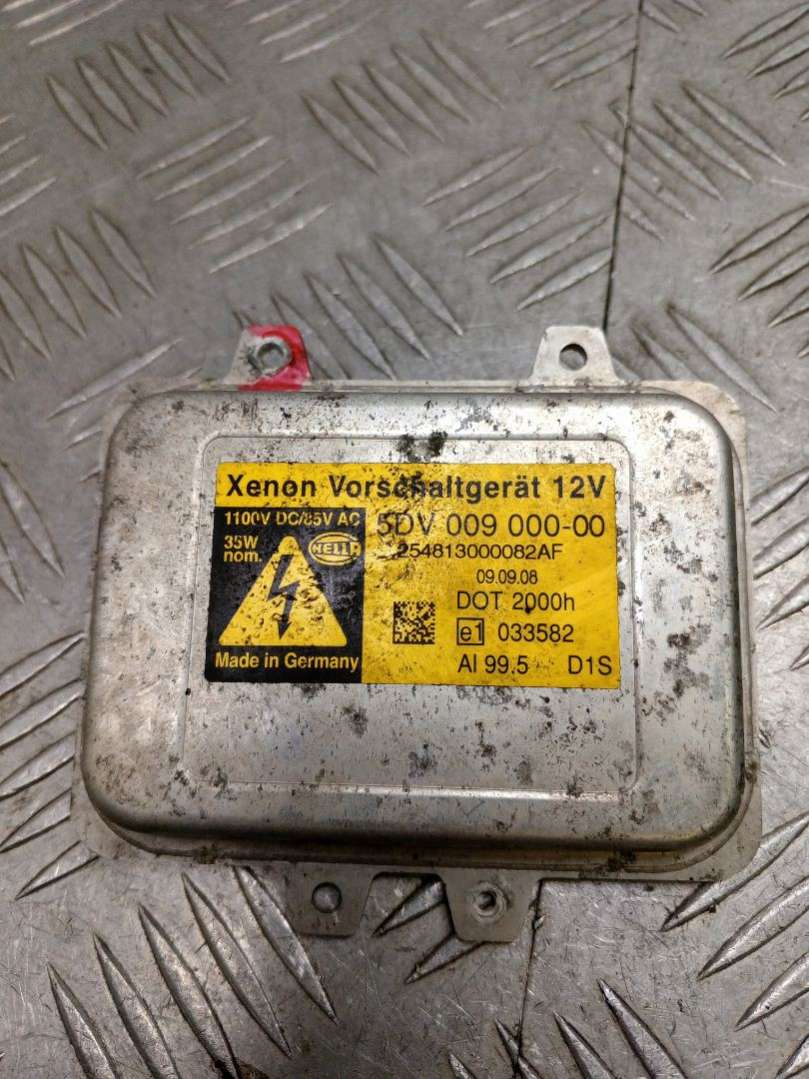 Xenon Vorschaltgerät 12V
1100V DC/85V AC
35W
nom.
HELLA
Made in Germany
5DV 009 000-00
254813000082AF
09.09.08
DOT 2000h
e1 033582
Al 99.5 D1S